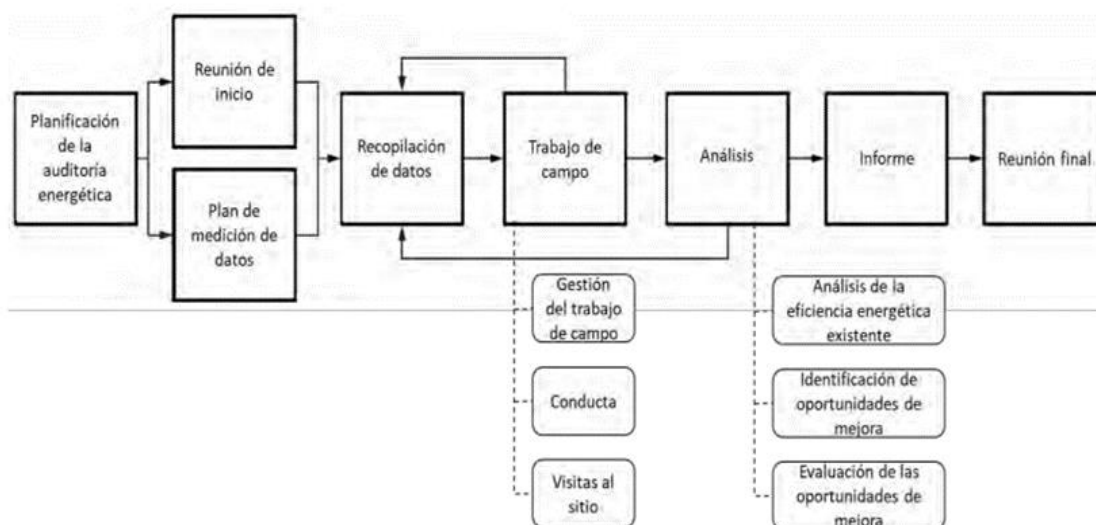 Planificación
de la
auditoría
energética
Reunión de
inicio
Plan de
medición de
datos
Recopilación
de datos
Trabajo de
campo
Análisis
Informe
Reunión final
Gestión
del trabajo
de campo
Conducta
Visitas al
sitio
Análisis de la
eficiencia energética
existente
Identificación de
oportunidades de
mejora
Evaluación de las
oportunidades de
mejora